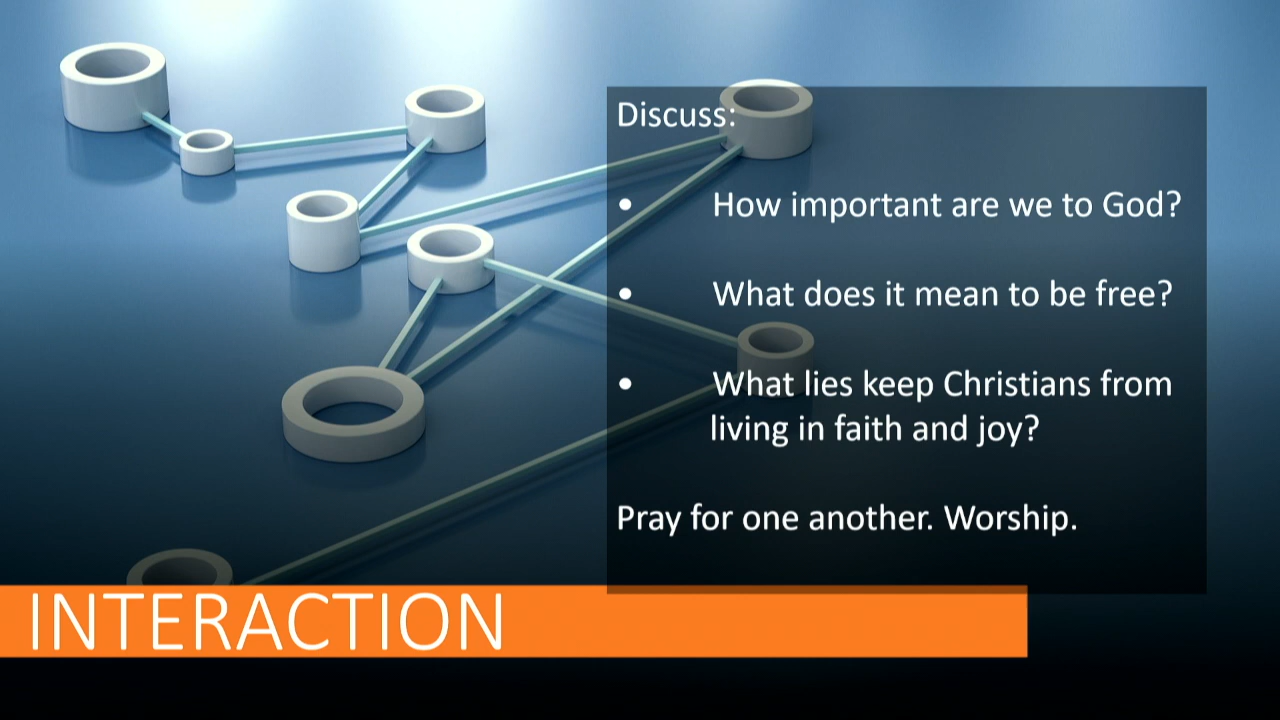 Discuss:
• How important are we to God?
• What does it mean to be free?
• What lies keep Christians from
living in faith and joy?
Pray for one another. Worship.
INTERACTION